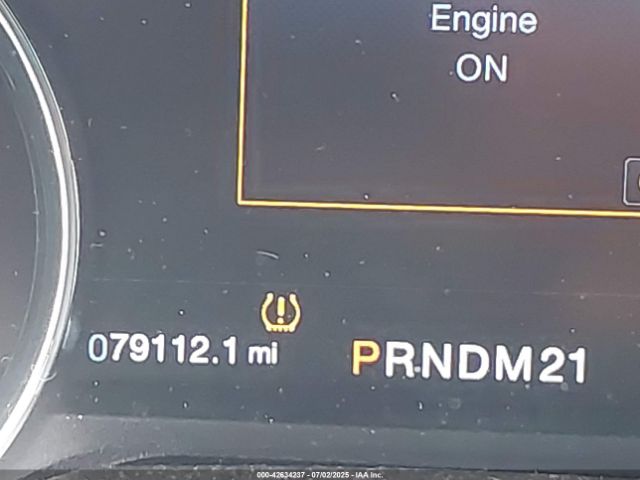 Engine
ON
079112.1 mi
PRNDM21
000-42634237 - 07/02/2025 - IAA Inc.